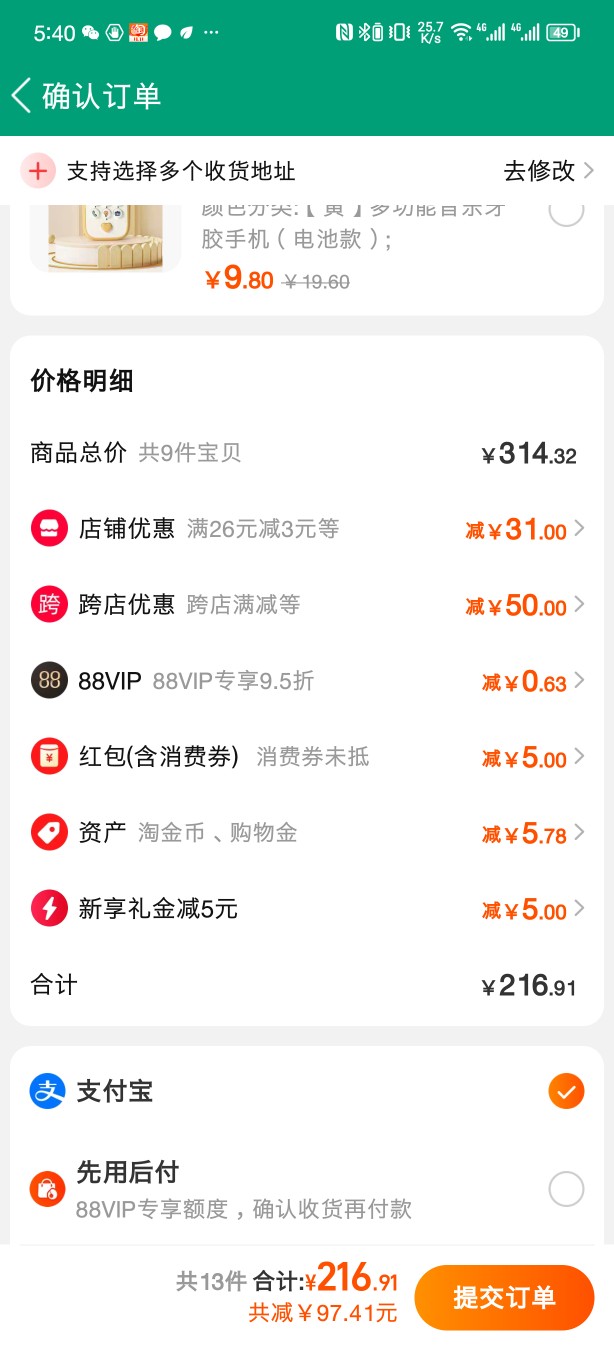 5:40 25.7 K/s 4G 4G 49
确认订单
支持选择多个收货地址 去修改
颜色分类:【黄】多功能音乐牙
胶手机（电池款）;
￥9.80 ￥19.60
价格明细
商品总价 共9件宝贝 ￥314.32
店铺优惠 满26元减3元等 减￥31.00
跨 跨店优惠 跨店满减等 减￥50.00
88 88VIP 88VIP专享9.5折 减￥0.63
红包(含消费券) 消费券未抵 减￥5.00
资产 淘金币、购物金 减￥5.78
新享礼金减5元 减￥5.00
合计 ￥216.91
支 支付宝
先用后付
88VIP专享额度，确认收货再付款
共13件 合计:¥216.91
共减￥97.41元
提交订单